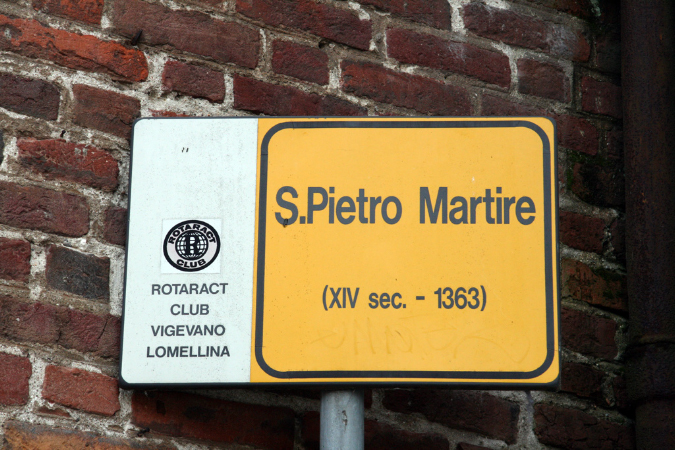 ROTARACT
R
CLUB
ROTARACT
CLUB
VIGEVANO
LOMELLINA
S.Pietro Martire
(XIV sec. - 1363)